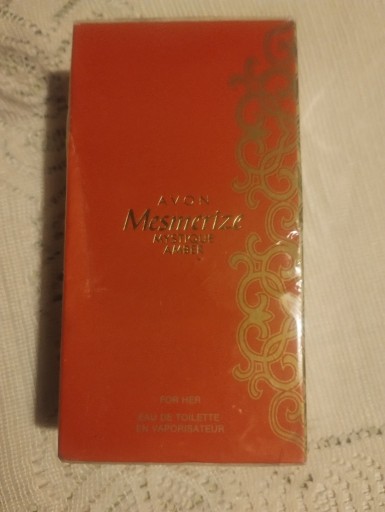 AVON
Mesmerize
MYSTIQUE
AMBER
FOR HER
EAU DE TOILETTE
EN VAPORISATEUR